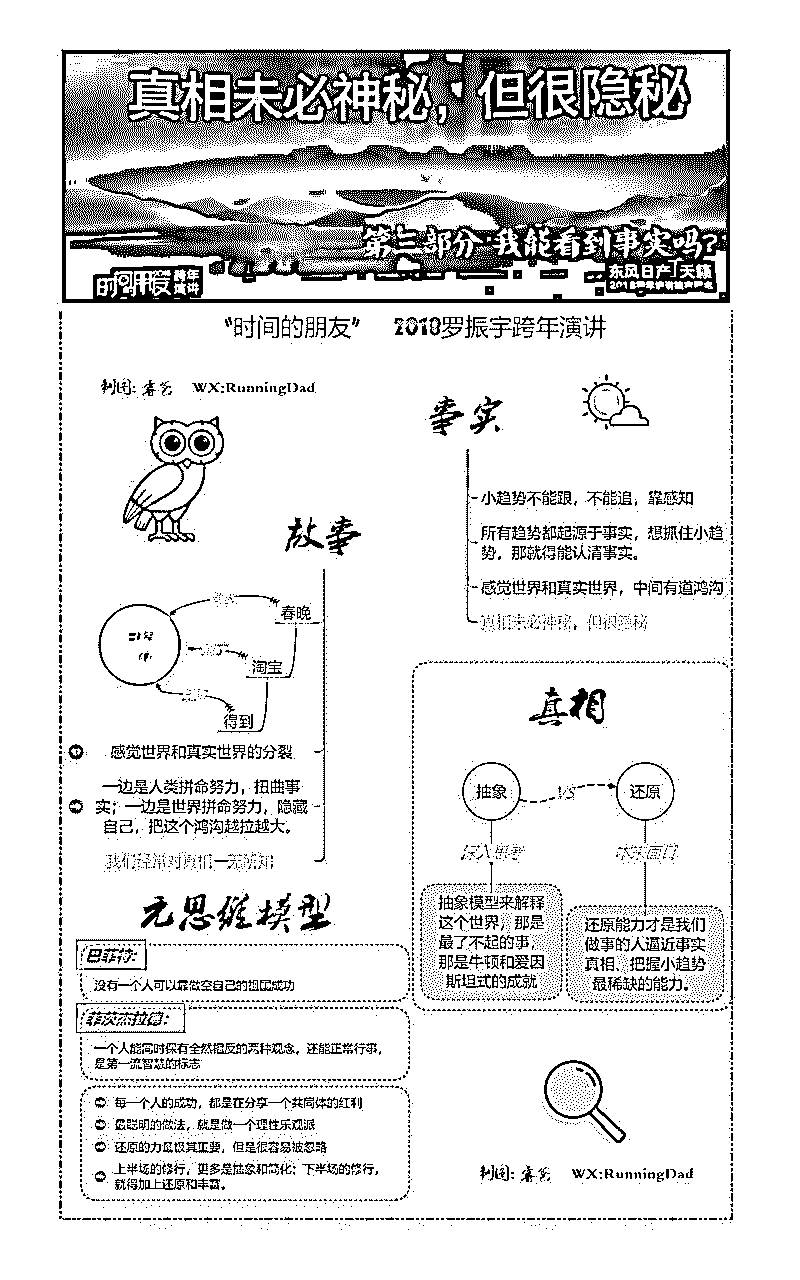 真相未必神秘，但很隐秘
第三部分·我能看到事实吗？
时间朋友 跨年演讲
东风日产 天籁
“时间的朋友” 2018罗振宇跨年演讲
制图: 睿爸 WX:RunningDad
事实
小趋势不能跟，不能追，靠感知
所有趋势都起源于事实，想抓住小趋
势，那就得能认清事实。
感觉世界和真实世界，中间有道鸿沟
真相未必神秘，但很隐秘
故事
春晚
淘宝
得到
感觉世界和真实世界的分裂
一边是人类拼命努力，扭曲事
实；一边是世界拼命努力，隐藏
自己，把这个鸿沟越拉越大。
我们经常对真相一无所知
真相
抽象
VS
还原
深入思考
本来面目
抽象模型来解释
这个世界，那是
最了不起的事，
那是牛顿和爱因
斯坦式的成就
还原能力才是我们
做事的人逼近事实
真相、把握小趋势
最稀缺的能力。
元思维模型
巴菲特:
没有一个人可以靠做空自己的祖国成功
菲茨杰拉德:
一个人能同时保有全然相反的两种观念，还能正常行事，
是第一流智慧的标志
每一个人的成功，都是在分享一个共同体的红利
最聪明的做法，就是做一个理性乐观派
还原的力量极其重要，但是很容易被忽略
上半场的修行，更多是抽象和简化；下半场的修行，
就得加上还原和丰富。
制图: 睿爸 WX:RunningDad